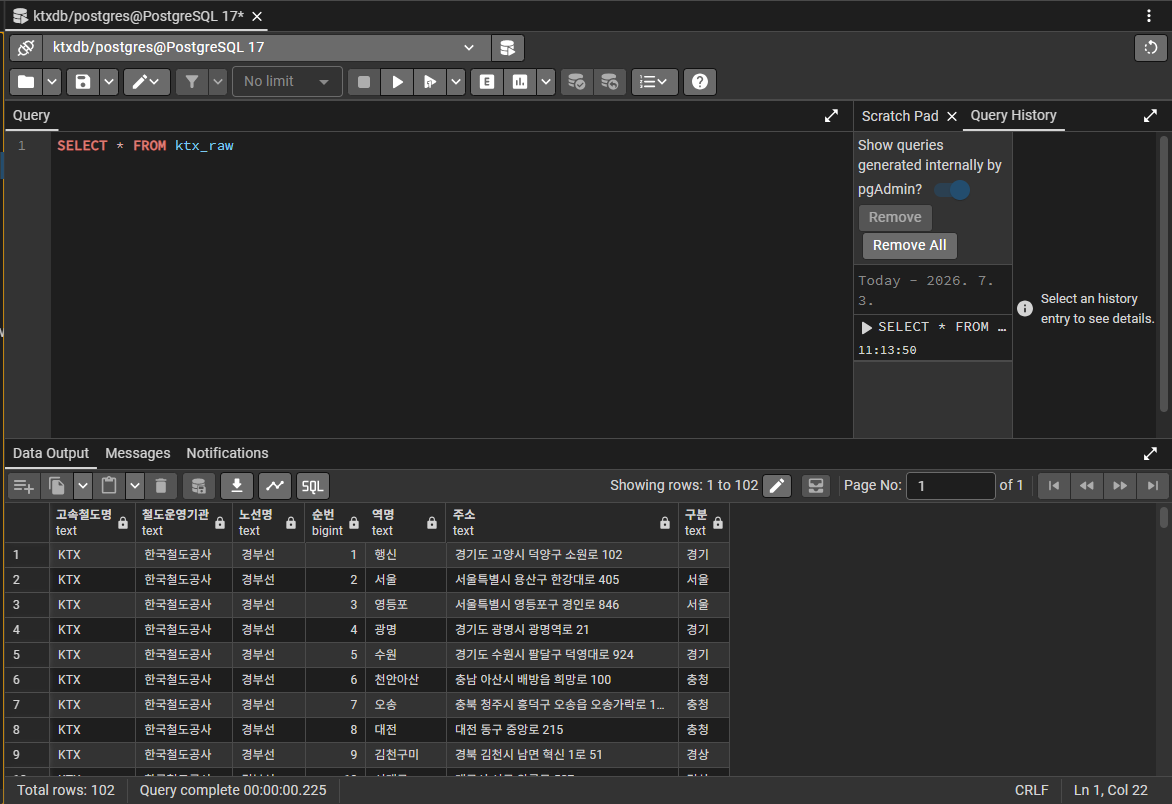 ktxdb/postgres@PostgreSQL 17*
ktxdb/postgres@PostgreSQL 17
No limit
E
Query
Scratch Pad
Query History
1 SELECT * FROM ktx_raw
Show queries
generated internally by
pgAdmin?
Remove
Remove All
Today - 2026. 7.
3.
SELECT * FROM …
11:13:50
Select an history
entry to see details.
Data Output Messages Notifications
SQL
Showing rows: 1 to 102
Page No: 1 of 1
고속철도명 철도운영기관 노선명 순번 역명 주소 구분
text text text bigint text text text
1 KTX 한국철도공사 경부선 1 행신 경기도 고양시 덕양구 소원로 102 경기
2 KTX 한국철도공사 경부선 2 서울 서울특별시 용산구 한강대로 405 서울
3 KTX 한국철도공사 경부선 3 영등포 서울특별시 영등포구 경인로 846 서울
4 KTX 한국철도공사 경부선 4 광명 경기도 광명시 광명역로 21 경기
5 KTX 한국철도공사 경부선 5 수원 경기도 수원시 팔달구 덕영대로 924 경기
6 KTX 한국철도공사 경부선 6 천안아산 충남 아산시 배방읍 희망로 100 충청
7 KTX 한국철도공사 경부선 7 오송 충북 청주시 흥덕구 오송읍 오송가락로 1… 충청
8 KTX 한국철도공사 경부선 8 대전 대전 동구 중앙로 215 충청
9 KTX 한국철도공사 경부선 9 김천구미 경북 김천시 남면 혁신 1로 51 경상
Total rows: 102
Query complete 00:00:00.225
CRLF
Ln 1, Col 22